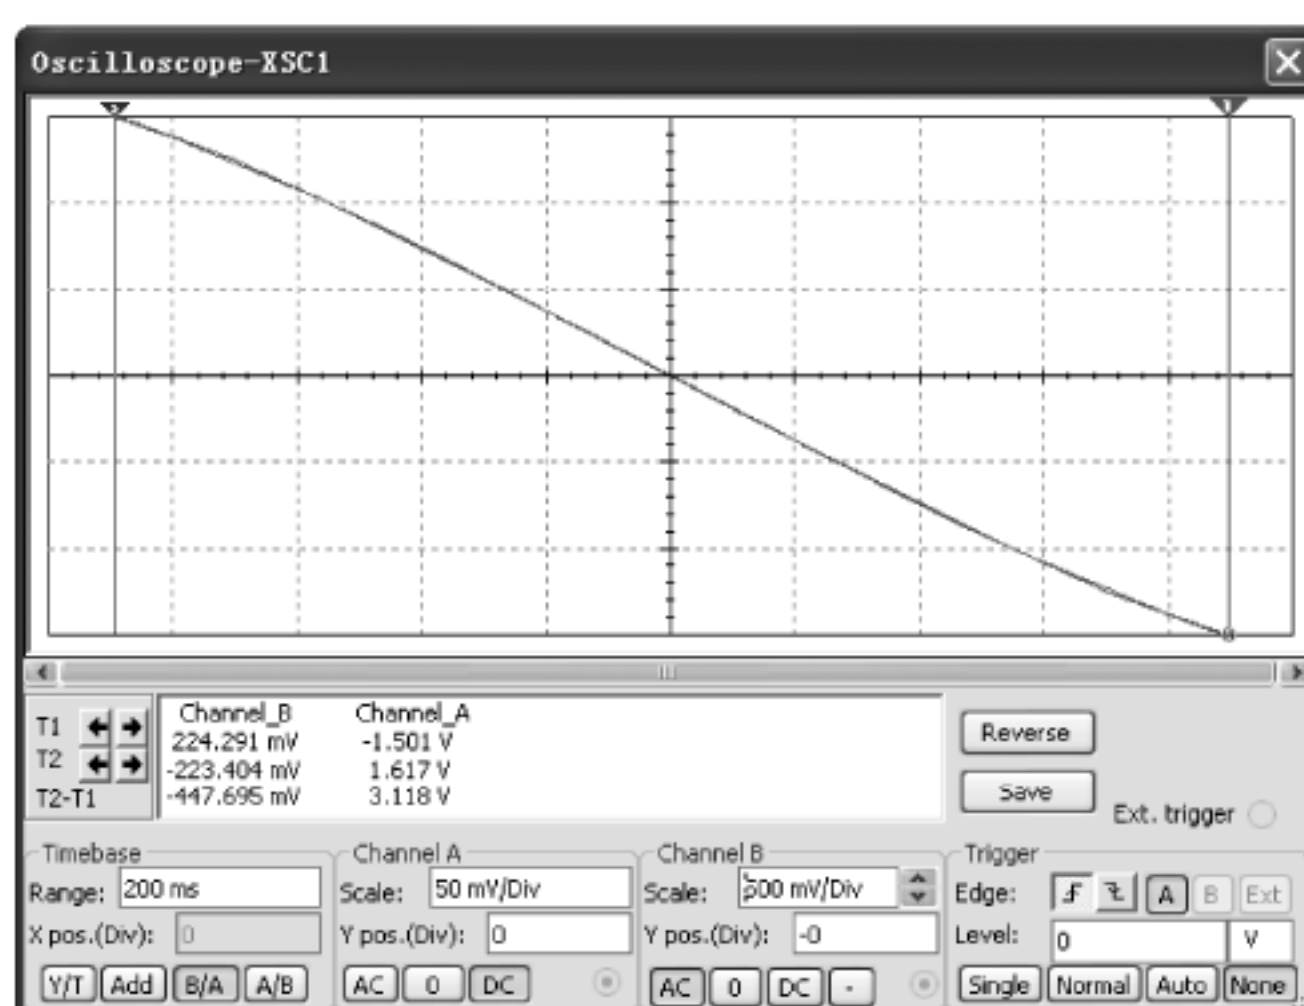 Oscilloscope-XSC1
Channel_B Channel_A
T1 224.291 mV -1.501 V
T2 -223.404 mV 1.617 V
T2-T1 -447.695 mV 3.118 V
Reverse
Save
Ext. trigger
Timebase
Range: 200 ms
X pos.(Div): 0
Y/T Add B/A A/B
Channel A
Scale: 50 mV/Div
Y pos.(Div): 0
AC 0 DC
Channel B
Scale: 500 mV/Div
Y pos.(Div): -0
AC 0 DC -
Trigger
Edge: A B Ext
Level: 0 V
Single Normal Auto None